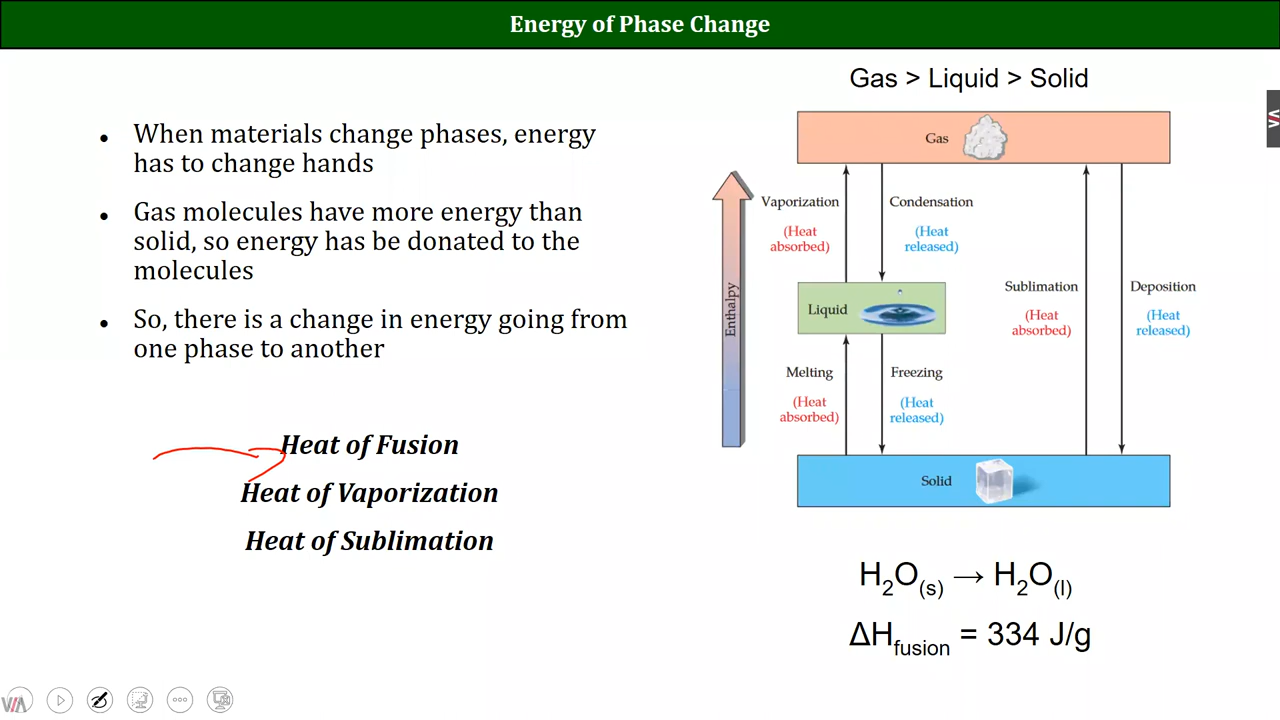 Energy of Phase Change
• When materials change phases, energy
has to change hands
• Gas molecules have more energy than
solid, so energy has be donated to the
molecules
• So, there is a change in energy going from
one phase to another
Heat of Fusion
Heat of Vaporization
Heat of Sublimation
Gas > Liquid > Solid
Gas
Enthalpy
Vaporization
(Heat
absorbed)
Condensation
(Heat
released)
Liquid
Sublimation
(Heat
absorbed)
Deposition
(Heat
released)
Melting
(Heat
absorbed)
Freezing
(Heat
released)
Solid
H₂O(s) → H₂O(l)
ΔHfusion = 334 J/g
VIA